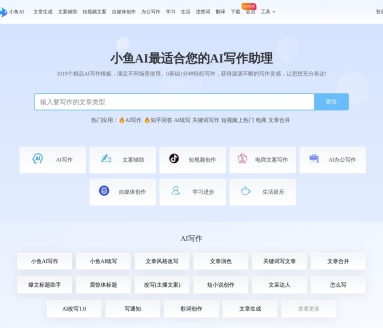 小鱼AI 文章生成 文案辅助 短视频文案 自媒体创作 办公写作 学习 生活 违禁词 翻译 下载 会员 工具
小鱼AI最适合您的AI写作助理
1019个精品AI写作模板，满足不同场景使用。0基础1分钟轻松写作，获得源源不断的写作灵感，让您想充分表达!
输入要写作的文章类型 查找
热门应用： AI写作 知乎回答 AI续写 关键词写作 短视频上热门 电商 文章合并
AI写作 文案辅助 短视频创作 电商文案写作 AI办公写作
自媒体创作 学习进步 生活娱乐
AI写作
小鱼AI写作 小鱼AI续写 文章风格改写 文章润色 关键词写文章 文章合并
爆文标题助手 震惊体标题 改写(主播文案) 短小说创作 文采达人 怎么写
AI改写1.0 写通知 歌词创作 文章生成 查看更多